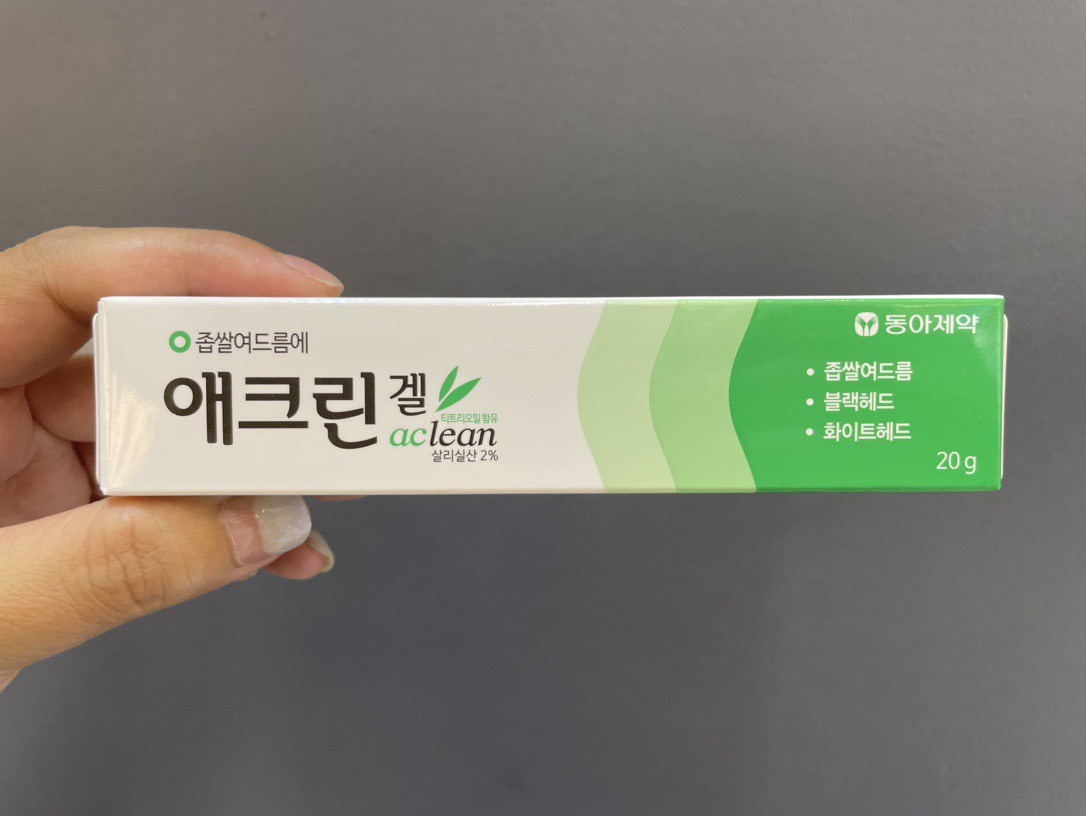 좁쌀여드름에
애크린 겔
티트리오일 함유
aclean
살리실산 2%
동아제약
• 좁쌀여드름
• 블랙헤드
• 화이트헤드
20 g